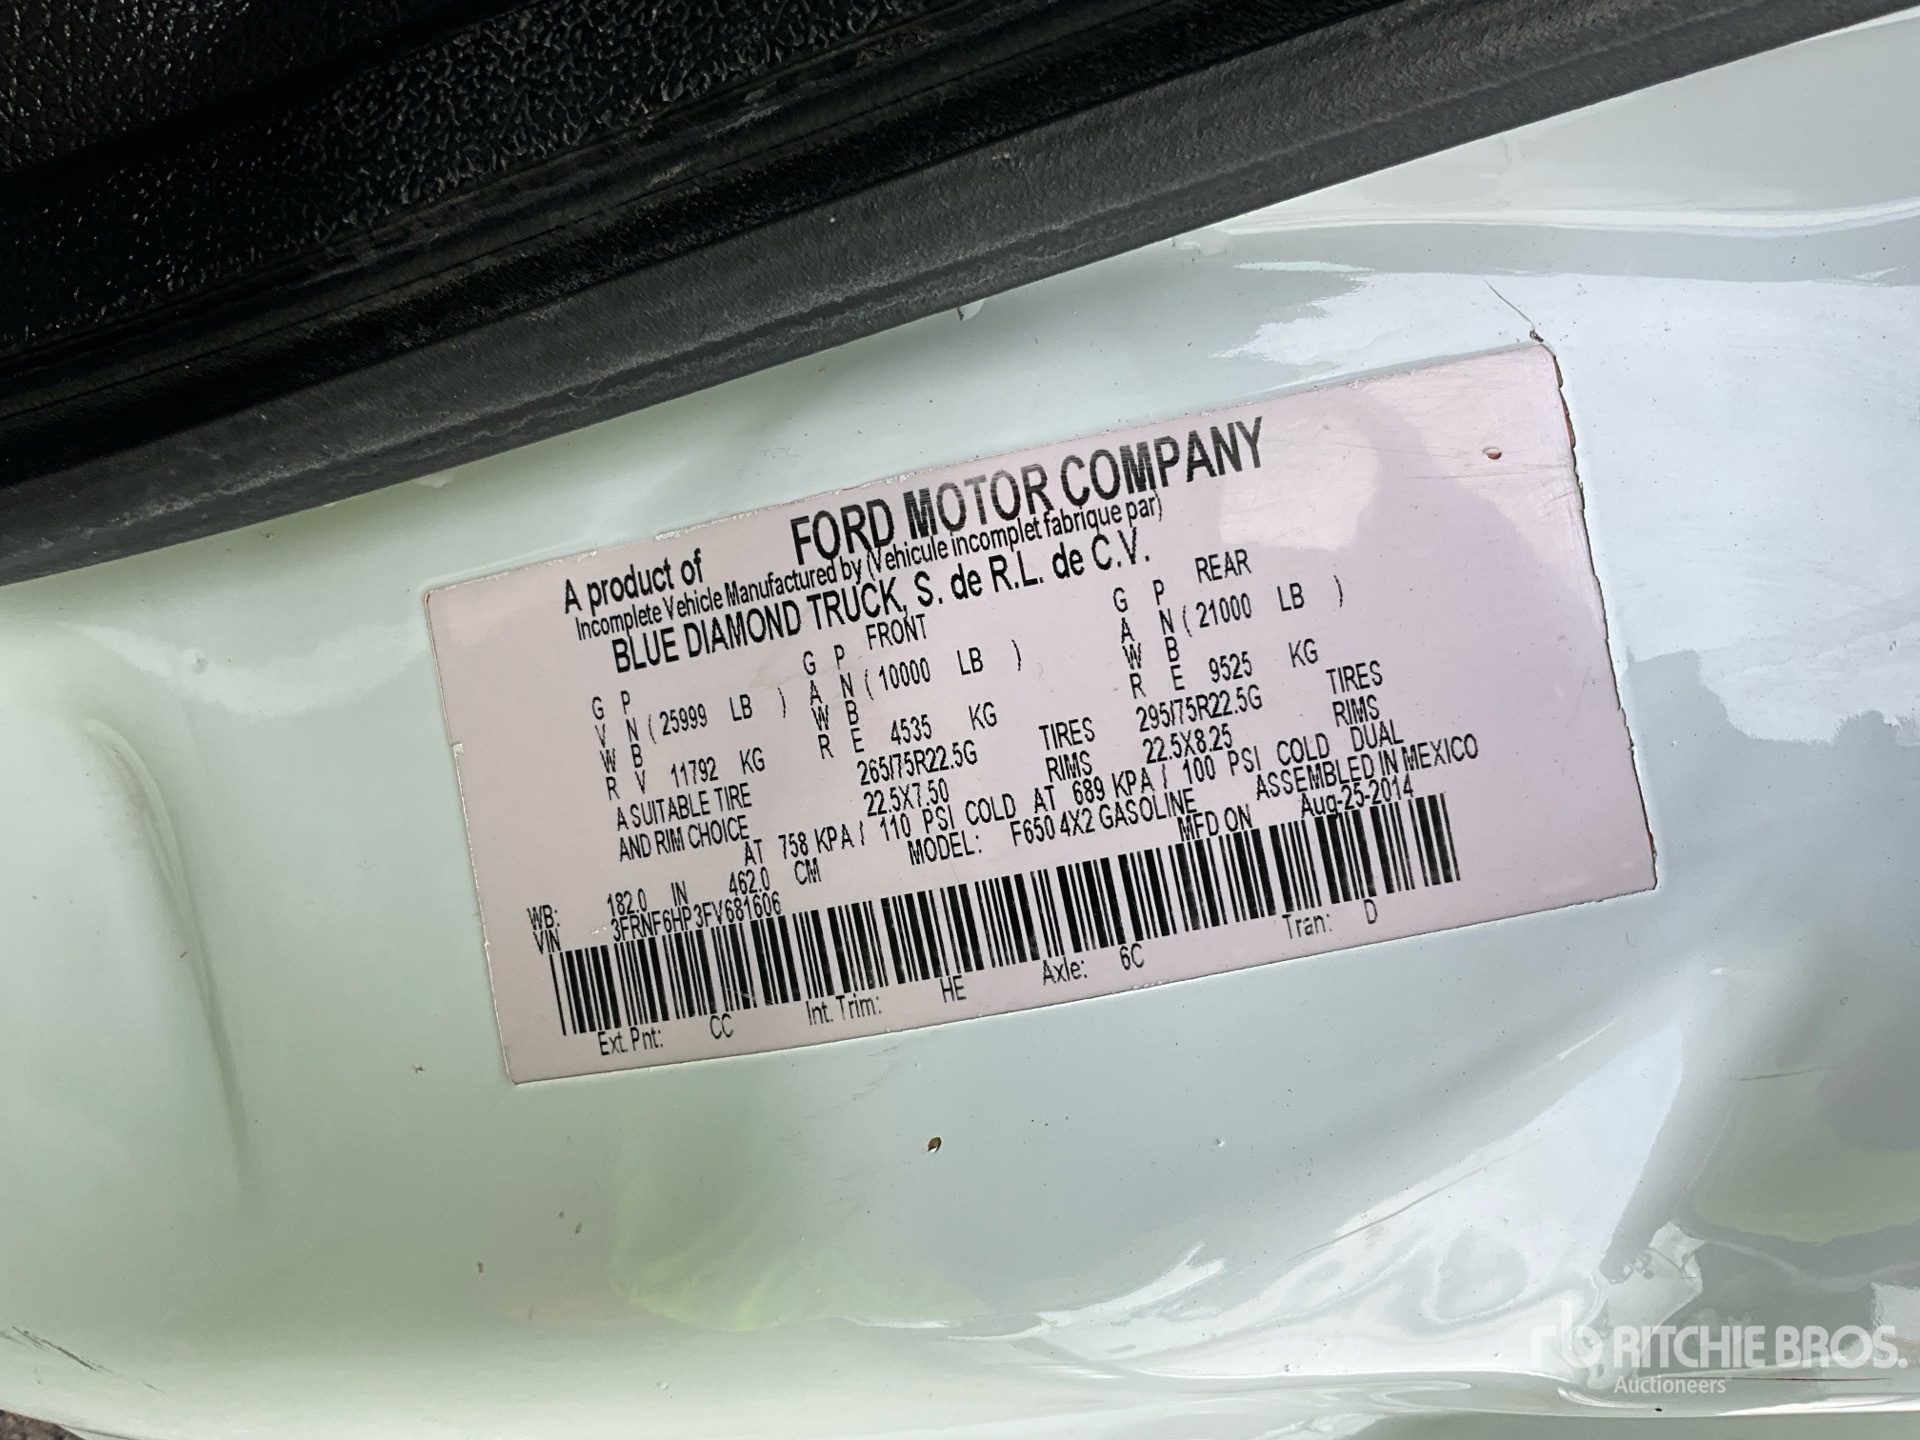 A product of FORD MOTOR COMPANY
Incomplete Vehicle Manufactured by (Vehicule incomplet fabrique par)
BLUE DIAMOND TRUCK, S. de R.L. de C.V.
G P G P FRONT G P REAR
V N (25999 LB ) A N (10000 LB ) A N (21000 LB )
W B W B W B
R V 11792 KG R E 4535 KG R E 9525 KG
A SUITABLE TIRE 265/75R22.5G TIRES 295/75R22.5G TIRES
AND RIM CHOICE 22.5X7.50 RIMS 22.5X8.25 RIMS
AT 758 KPA / 110 PSI COLD AT 689 KPA / 100 PSI COLD DUAL
WB: 182.0 IN 462.0 CM MODEL: F650 4X2 GASOLINE ASSEMBLED IN MEXICO
VIN 3FRNF6HP3FV681606 MFD ON Aug-25-2014
Ext. Pnt: CC Int. Trim: HE Axle: 6C Tran: D
rb RITCHIE BROS.
Auctioneers